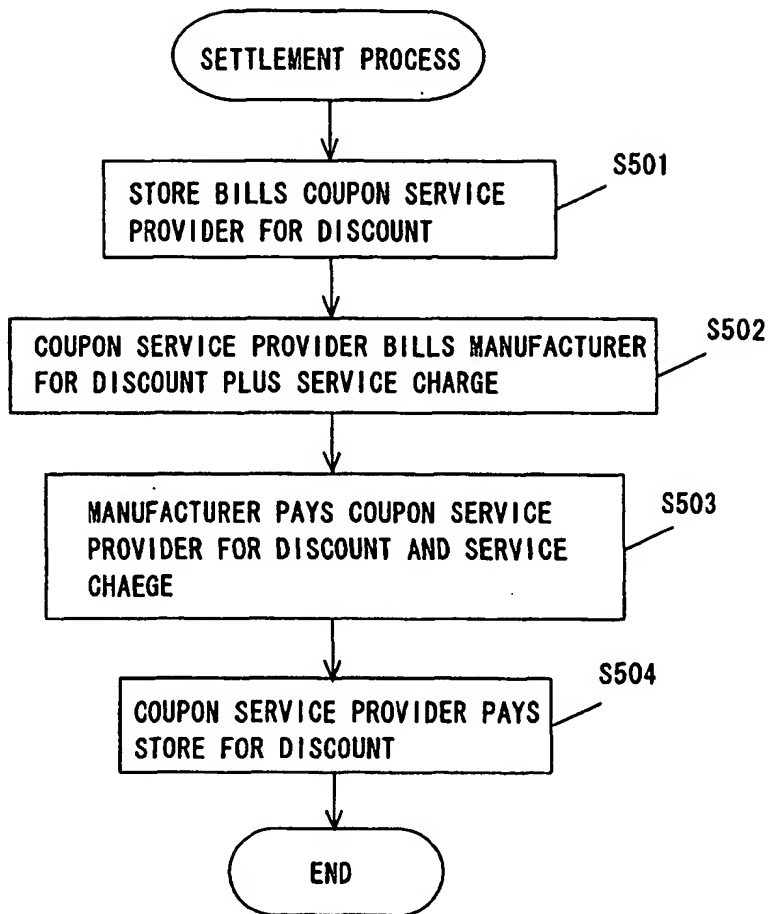 SETTLEMENT PROCESS
S501
STORE BILLS COUPON SERVICE
PROVIDER FOR DISCOUNT
S502
COUPON SERVICE PROVIDER BILLS MANUFACTURER
FOR DISCOUNT PLUS SERVICE CHARGE
S503
MANUFACTURER PAYS COUPON SERVICE
PROVIDER FOR DISCOUNT AND SERVICE
CHAEGE
S504
COUPON SERVICE PROVIDER PAYS
STORE FOR DISCOUNT
END